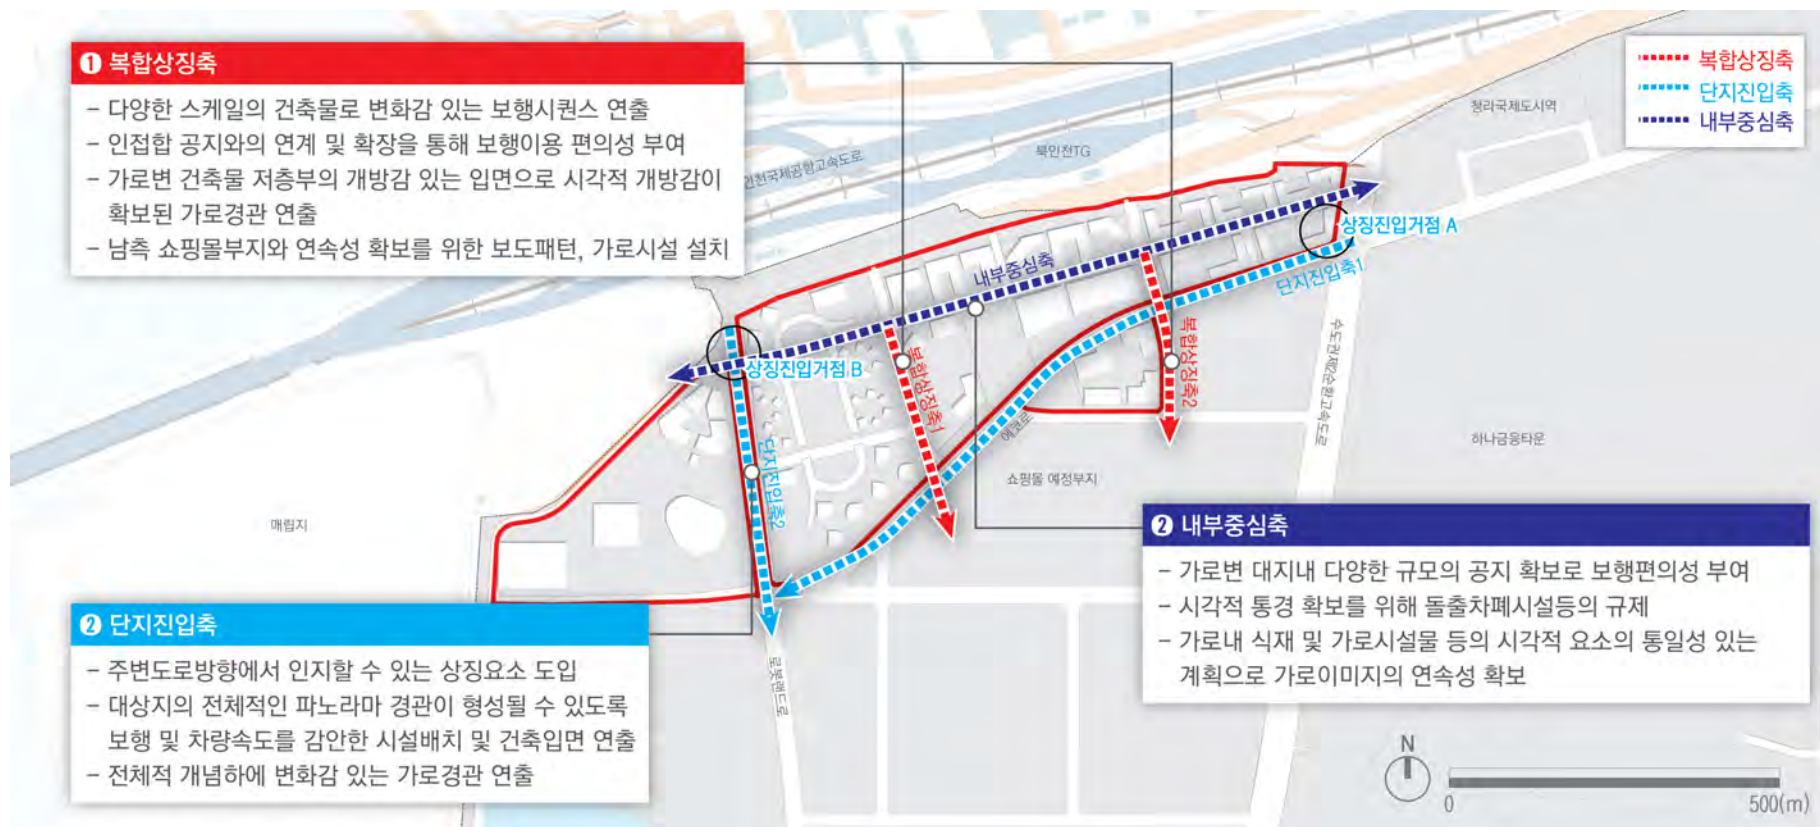 ❶ 복합상징축
– 다양한 스케일의 건축물로 변화감 있는 보행시퀀스 연출
– 인접합 공지와의 연계 및 확장을 통해 보행이용 편의성 부여
– 가로변 건축물 저층부의 개방감 있는 입면으로 시각적 개방감이
확보된 가로경관 연출
– 남측 쇼핑몰부지와 연속성 확보를 위한 보도패턴, 가로시설 설치
복합상징축
단지진입축
내부중심축
청라국제도시역
북인천TG
인천국제공항고속도로
상징진입거점 A
내부중심축
단지진입축1
수도권제2순환고속도로
복합상징축2
상징진입거점 B
복합상징축1
에코로
단지진입축2
하나금융타운
쇼핑몰 예정부지
매립지
❷ 내부중심축
– 가로변 대지내 다양한 규모의 공지 확보로 보행편의성 부여
– 시각적 통경 확보를 위해 돌출차폐시설등의 규제
– 가로내 식재 및 가로시설물 등의 시각적 요소의 통일성 있는
계획으로 가로이미지의 연속성 확보
❷ 단지진입축
– 주변도로방향에서 인지할 수 있는 상징요소 도입
– 대상지의 전체적인 파노라마 경관이 형성될 수 있도록
보행 및 차량속도를 감안한 시설배치 및 건축입면 연출
– 전체적 개념하에 변화감 있는 가로경관 연출
로봇랜드로
N
0
500(m)